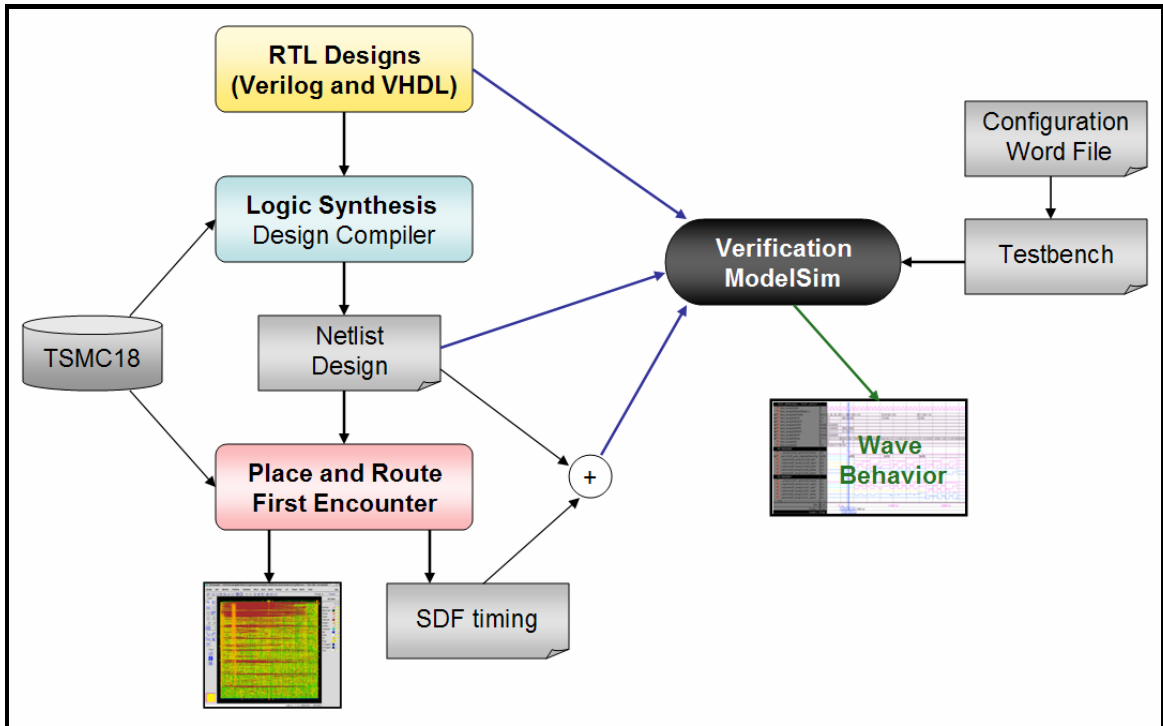 RTL Designs
(Verilog and VHDL)
Configuration
Word File
Logic Synthesis
Design Compiler
Verification
ModelSim
Testbench
TSMC18
Netlist
Design
Wave
Behavior
Place and Route
First Encounter
+
SDF timing